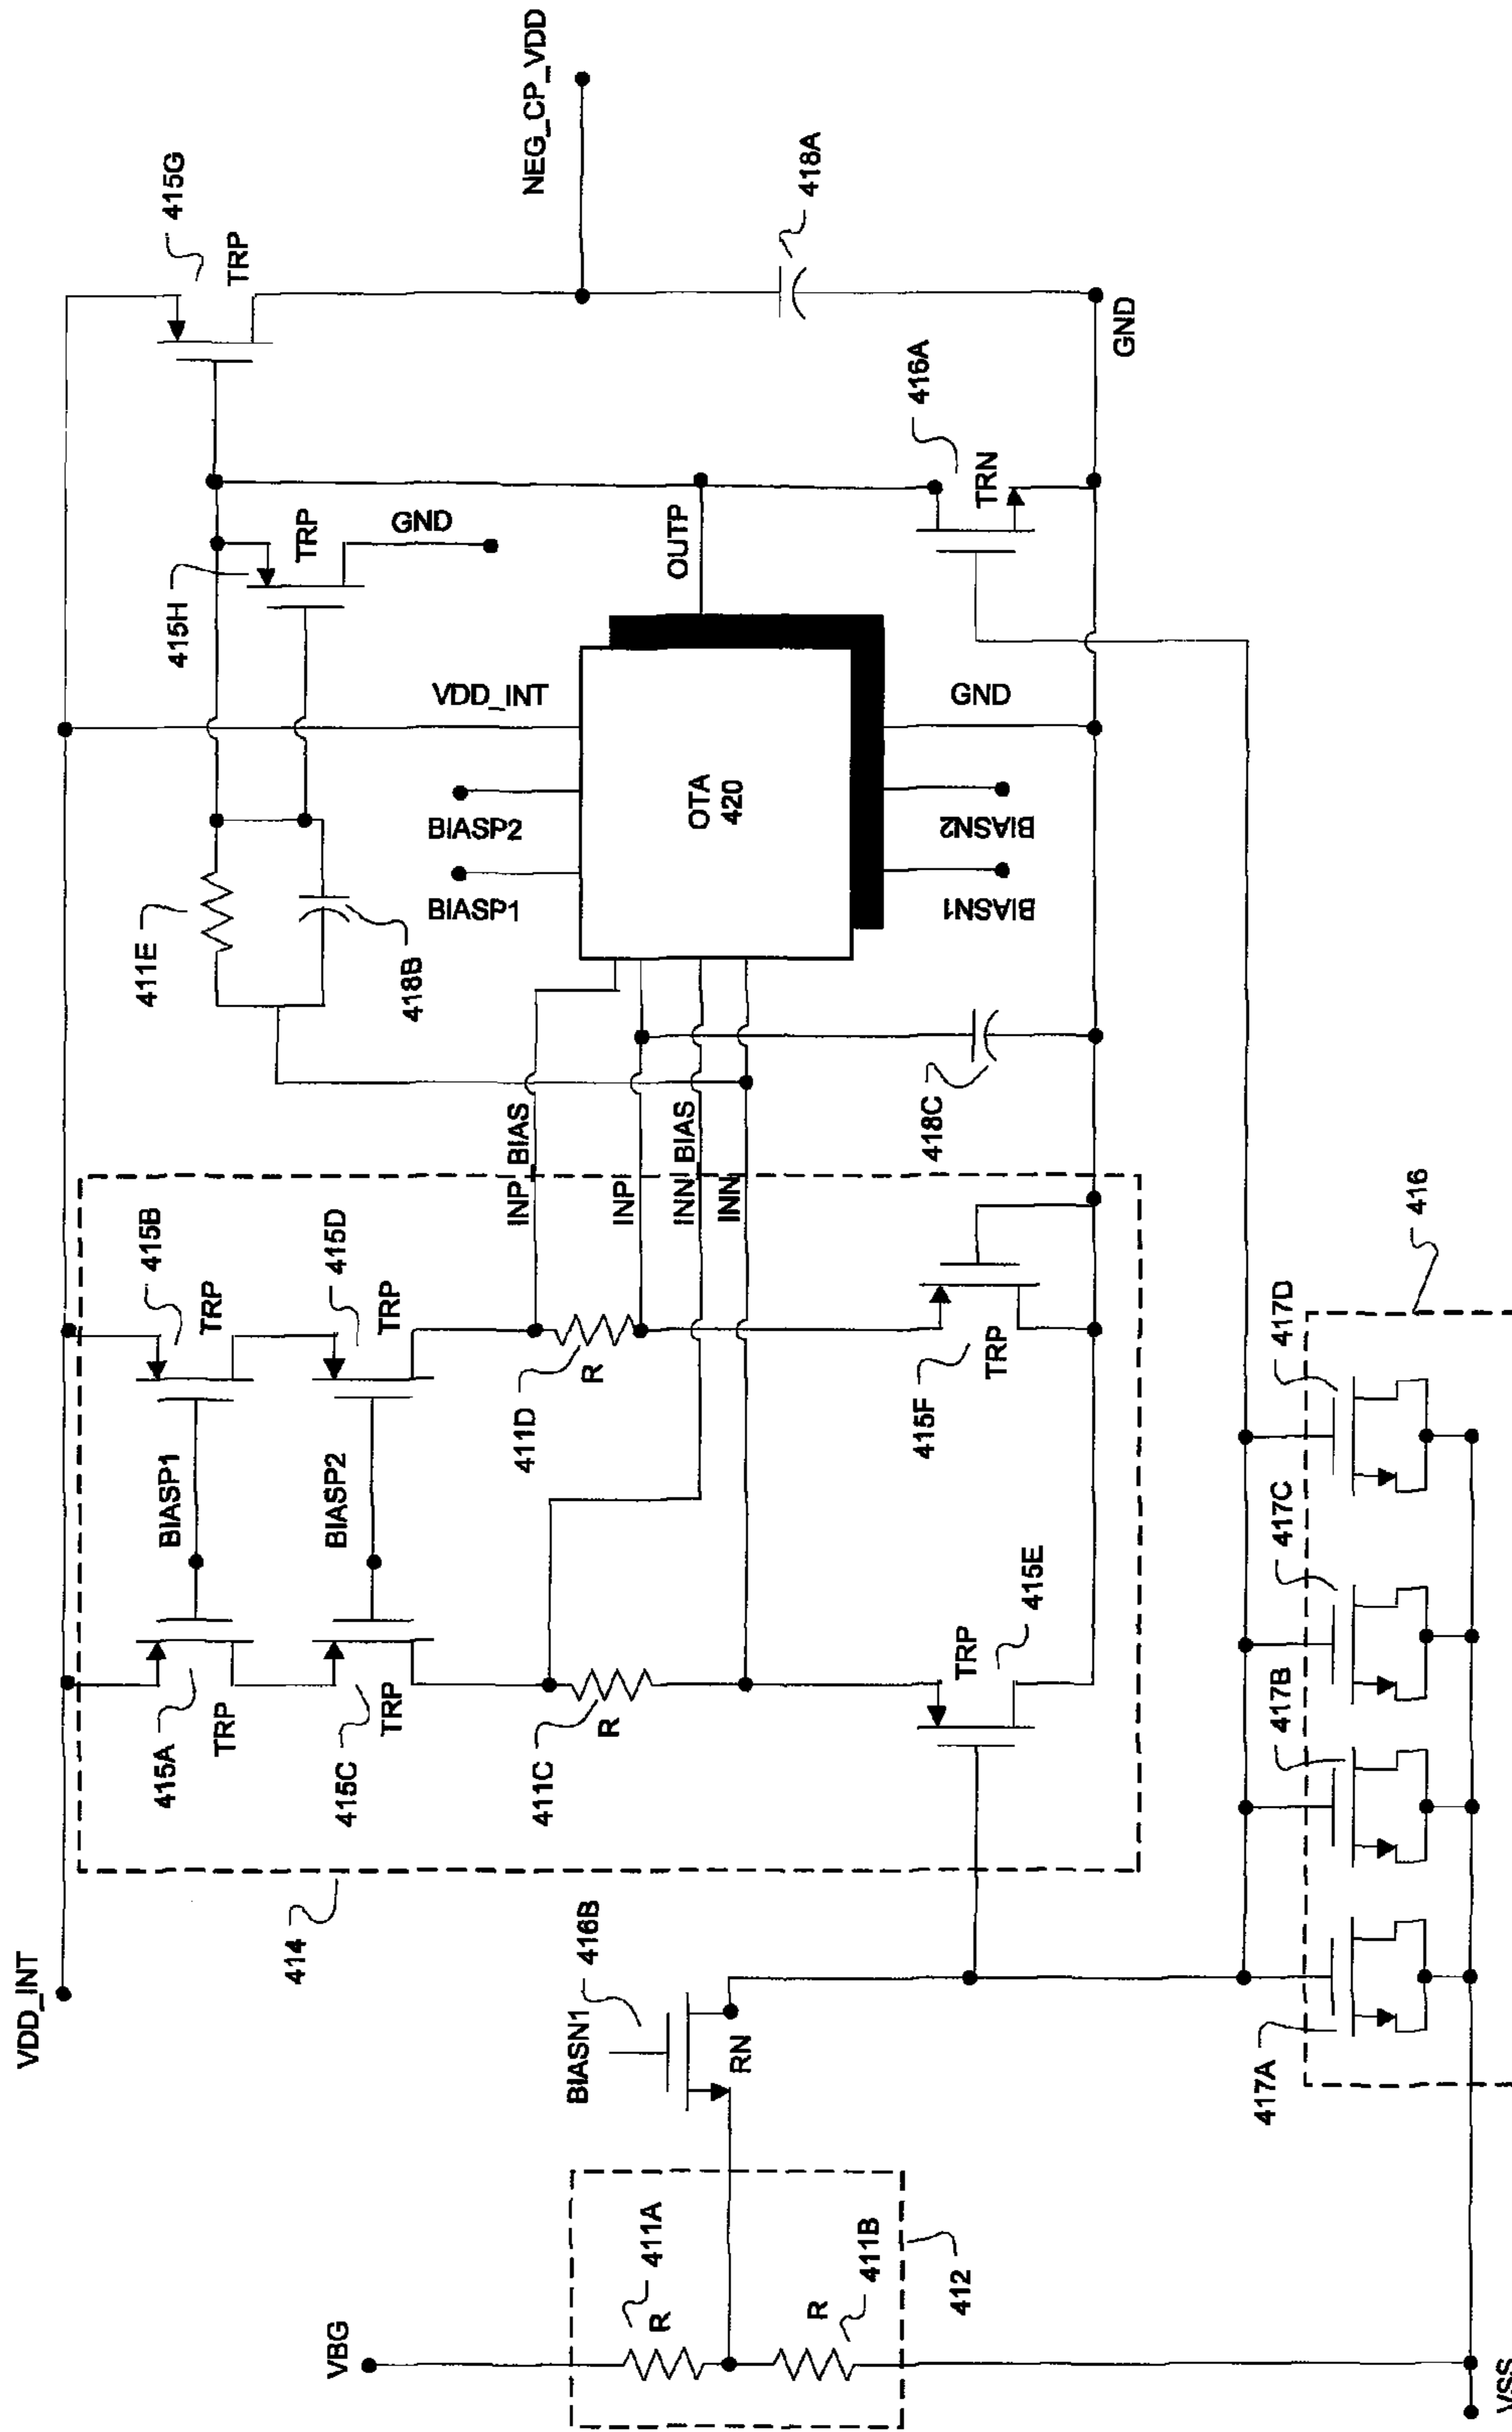 VDD_INT
414
415A
TRP
BIASP1
415B
TRP
415C
TRP
BIASP2
415D
TRP
411C
R
411D
R
INP_BIAS
INP
INN_BIAS
INN
415E
TRP
415F
TRP
411E
418B
415H
TRP
GND
415G
TRP
NEG_CP_VDD
418A
GND
VDD_INT
BIASP1
BIASP2
OTA
420
OUTP
GND
BIASN1
BIASN2
418C
416A
TRN
BIASN1
416B
RN
VBG
411A
R
411B
R
412
VSS
417A
417B
417C
417D
416